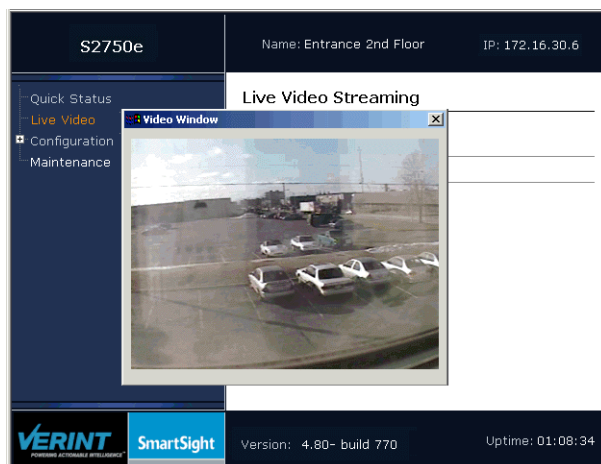 S2750e
Name: Entrance 2nd Floor
IP: 172.16.30.6
Quick Status
Live Video
Configuration
Maintenance
Live Video Streaming
Video Window
VERINT
POWERING ACTIONABLE INTELLIGENCE
SmartSight
Version: 4.80- build 770
Uptime: 01:08:34